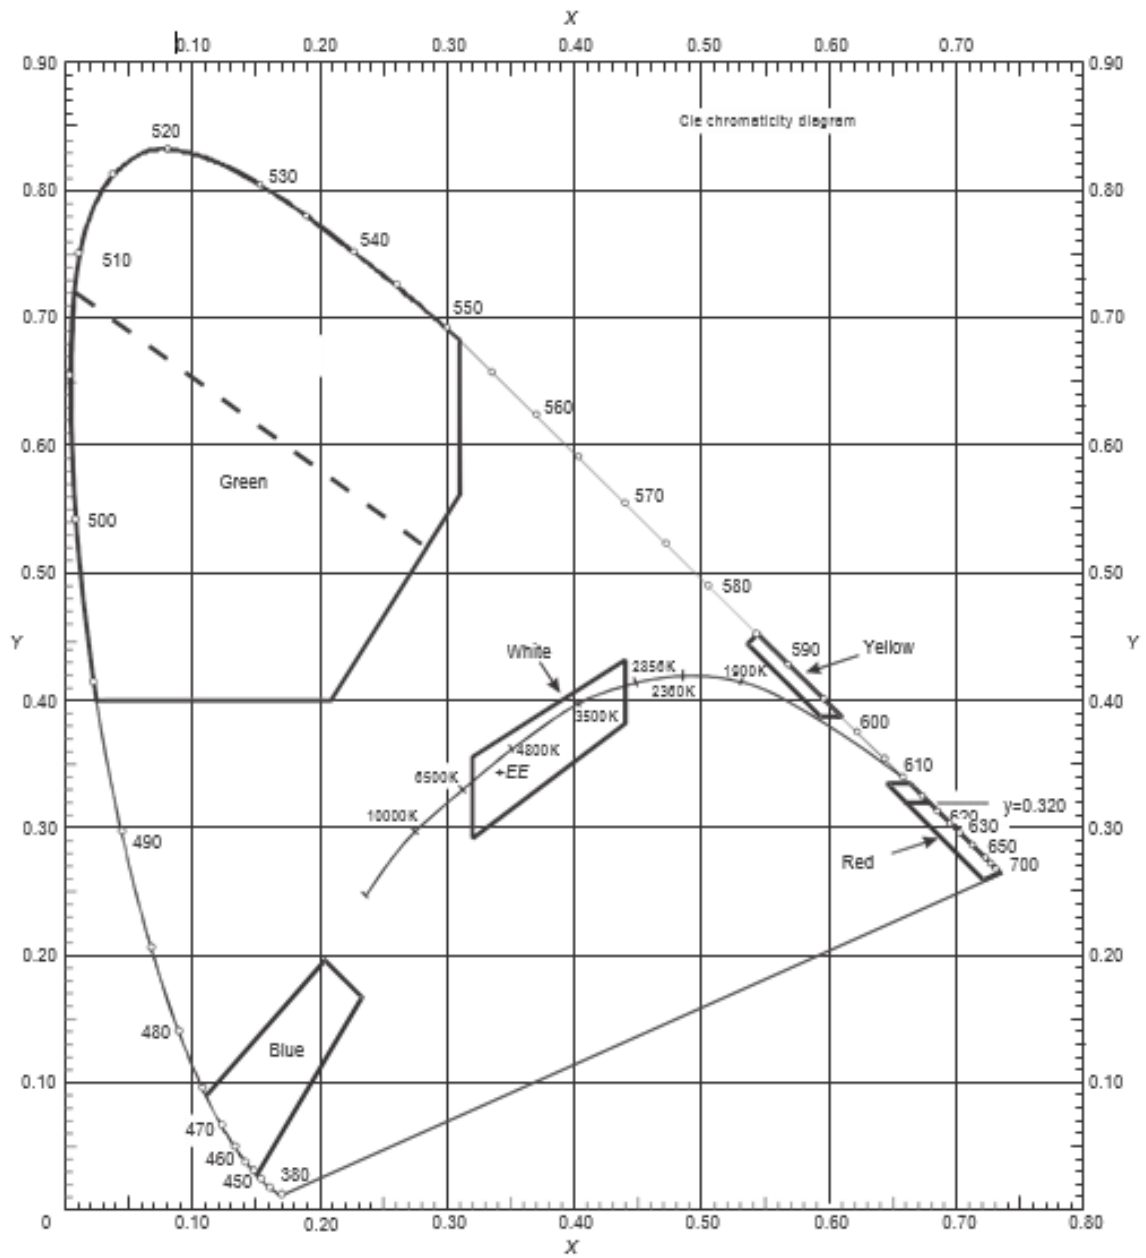 X
0.10 0.20 0.30 0.40 0.50 0.60 0.70
0.90 0.90
Cie chromaticity diagram
520
530
0.80 0.80
540
510
550
0.70 0.70
560
0.60 0.60
570
Green
500
0.50 0.50
580
Y Y
White
590
Yellow
2856K
1900K
2360K
0.40 0.40
3500K
600
4800K
6500K
+EE
610
10000K
y=0.320
620
630
0.30 0.30
490
650
Red
700
0.20 0.20
480
Blue
0.10 0.10
470
460
450
380
0 0.10 0.20 0.30 0.40 0.50 0.60 0.70 0.80
X